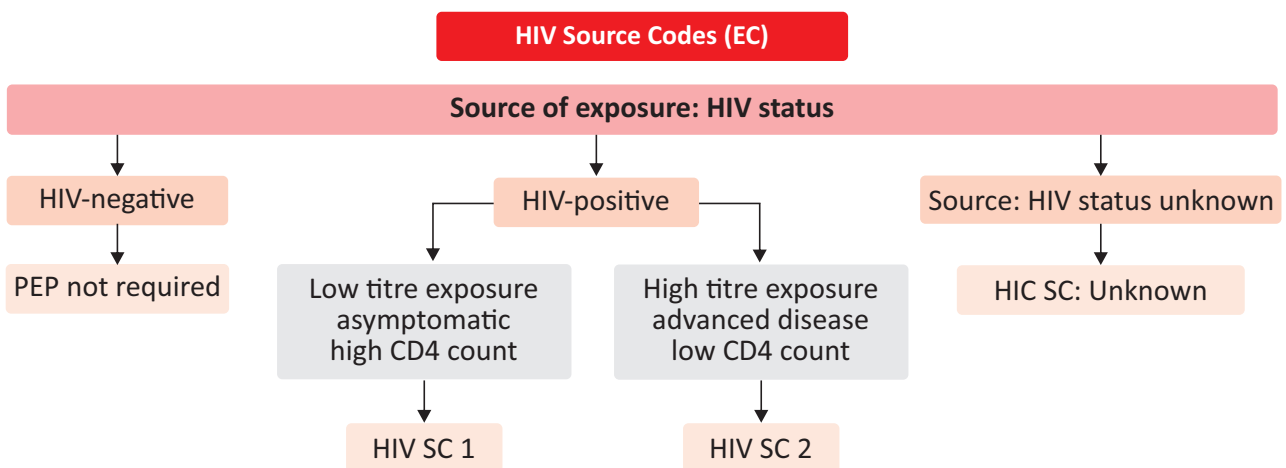 HIV Source Codes (EC)
Source of exposure: HIV status
HIV-negative
HIV-positive
Source: HIV status unknown
PEP not required
Low titre exposure
asymptomatic
high CD4 count
High titre exposure
advanced disease
low CD4 count
HIC SC: Unknown
HIV SC 1
HIV SC 2